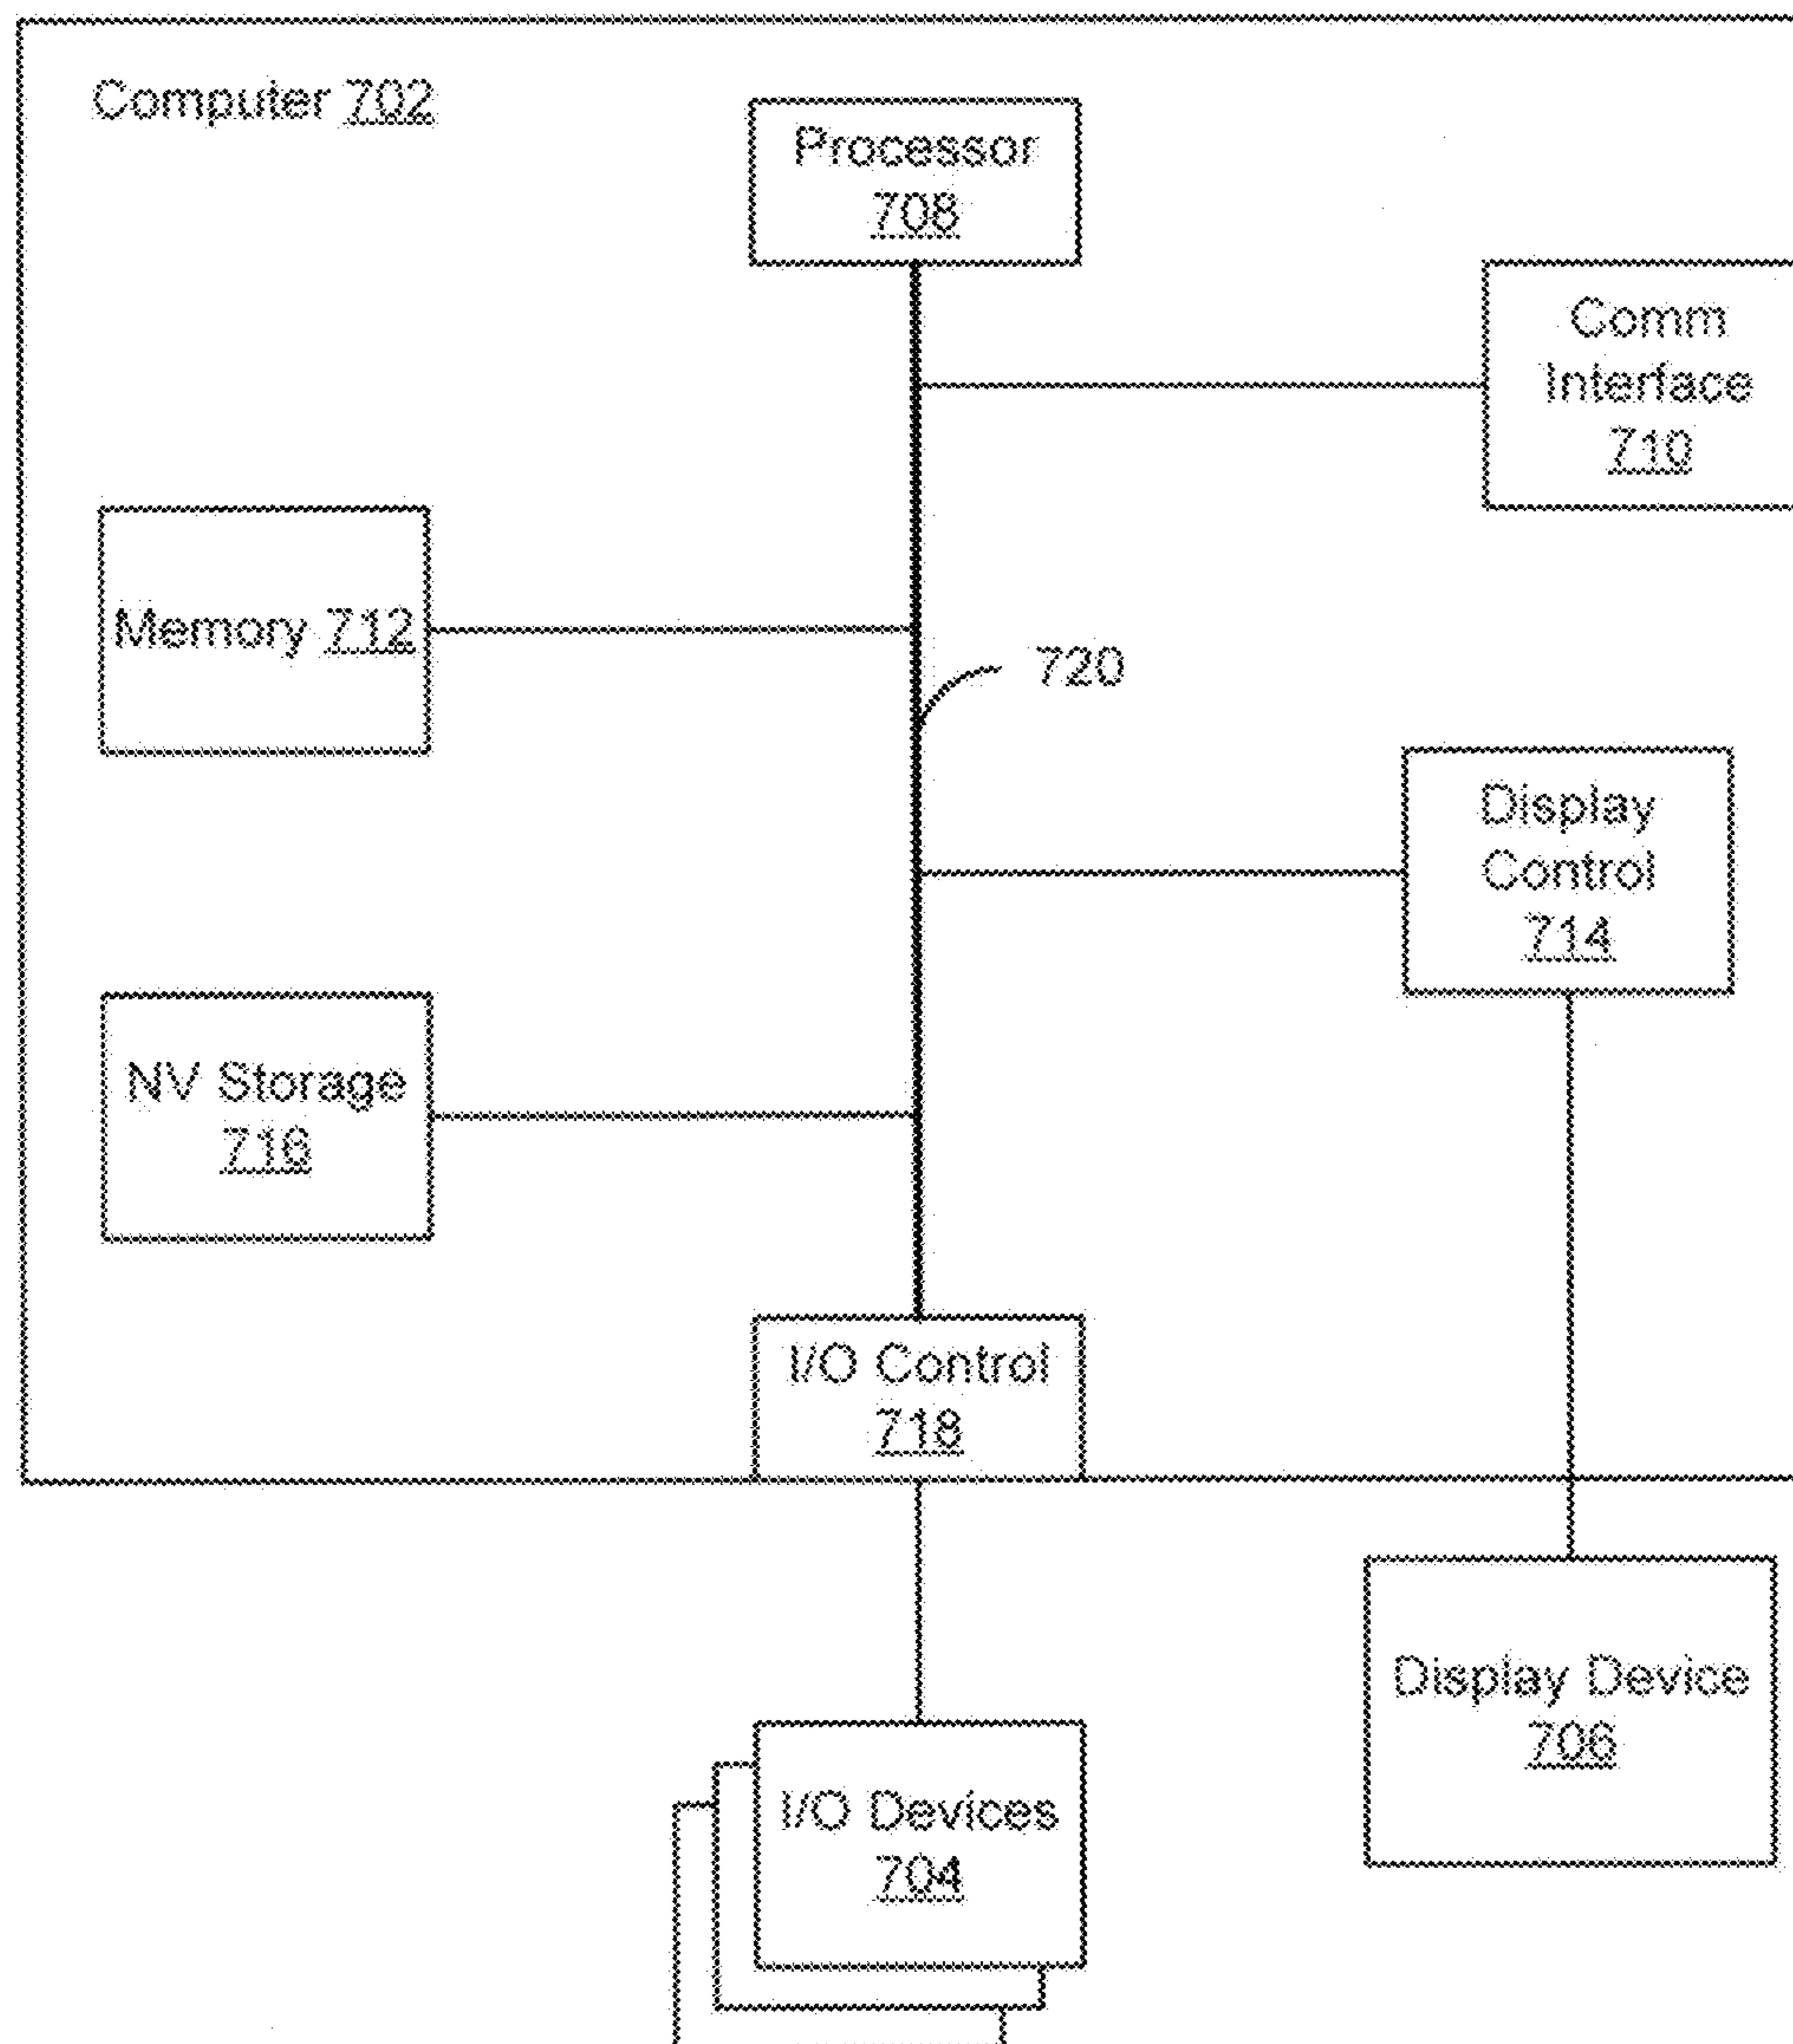 Computer 702
Processor
708
Comm
Interface
710
Memory 712
720
Display
Control
714
NV Storage
716
I/O Control
718
Display Device
706
I/O Devices
704